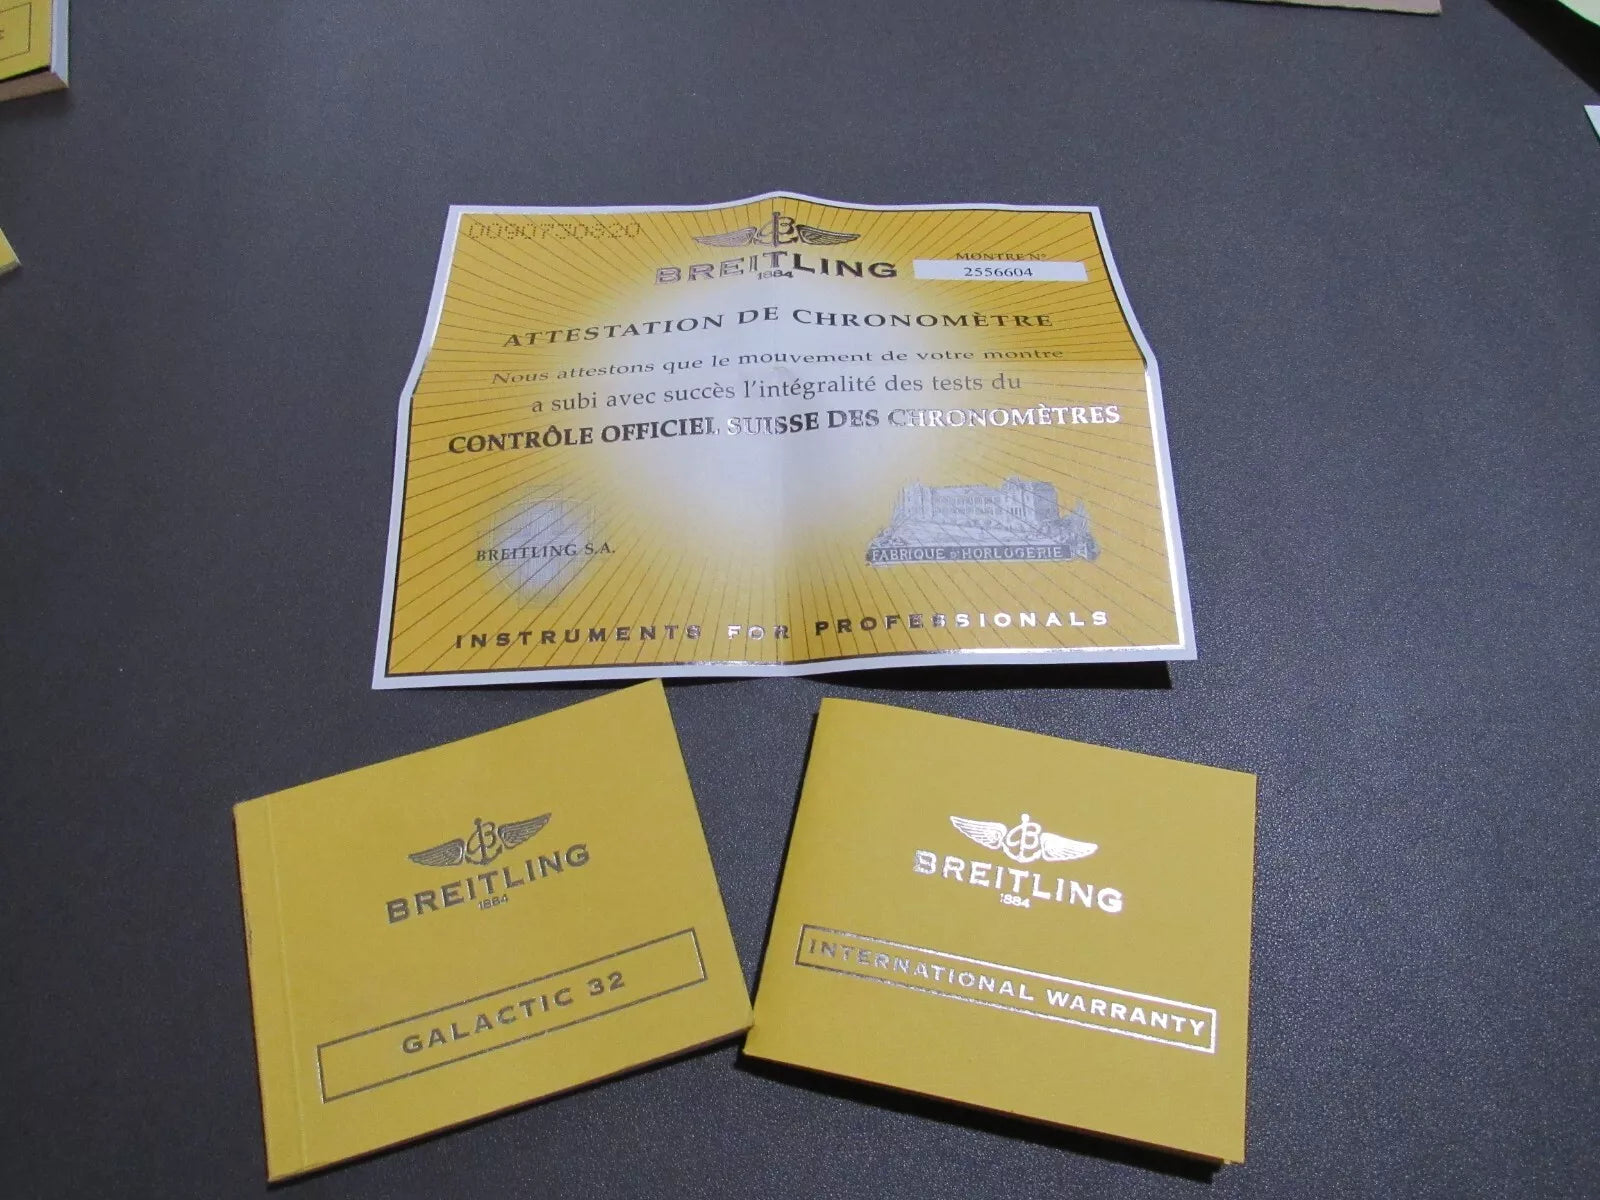 0090730320
BREITLING
1884
MONTRE N°
2556604
ATTESTATION DE CHRONOMÈTRE
Nous attestons que le mouvement de votre montre
a subi avec succès l'intégralité des tests du
CONTRÔLE OFFICIEL SUISSE DES CHRONOMÈTRES
BREITLING S.A.
FABRIQUE D'HORLOGERIE
INSTRUMENTS FOR PROFESSIONALS
BREITLING
1884
GALACTIC 32
BREITLING
1884
INTERNATIONAL WARRANTY